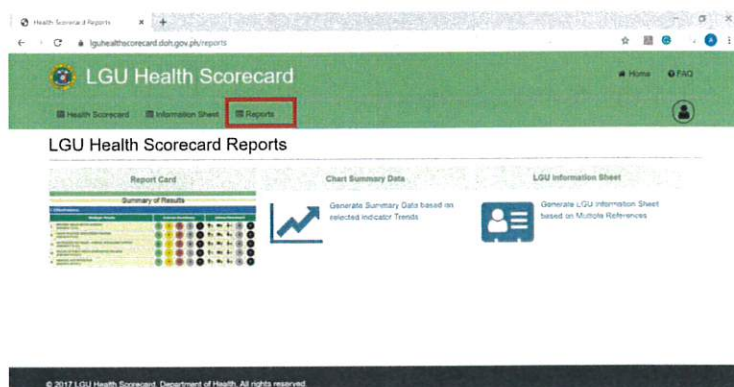 Health Scorecard Reports
lguhealthscorecard.doh.gov.ph/reports
LGU Health Scorecard
Home FAQ
Health Scorecard Information Sheet Reports
LGU Health Scorecard Reports
Report Card Chart Summary Data LGU Information Sheet
Summary of Results
Generate Summary Data based on
selected Indicator Trends
Generate LGU Information Sheet
based on Multiple References
© 2017 LGU Health Scorecard, Department of Health. All rights reserved